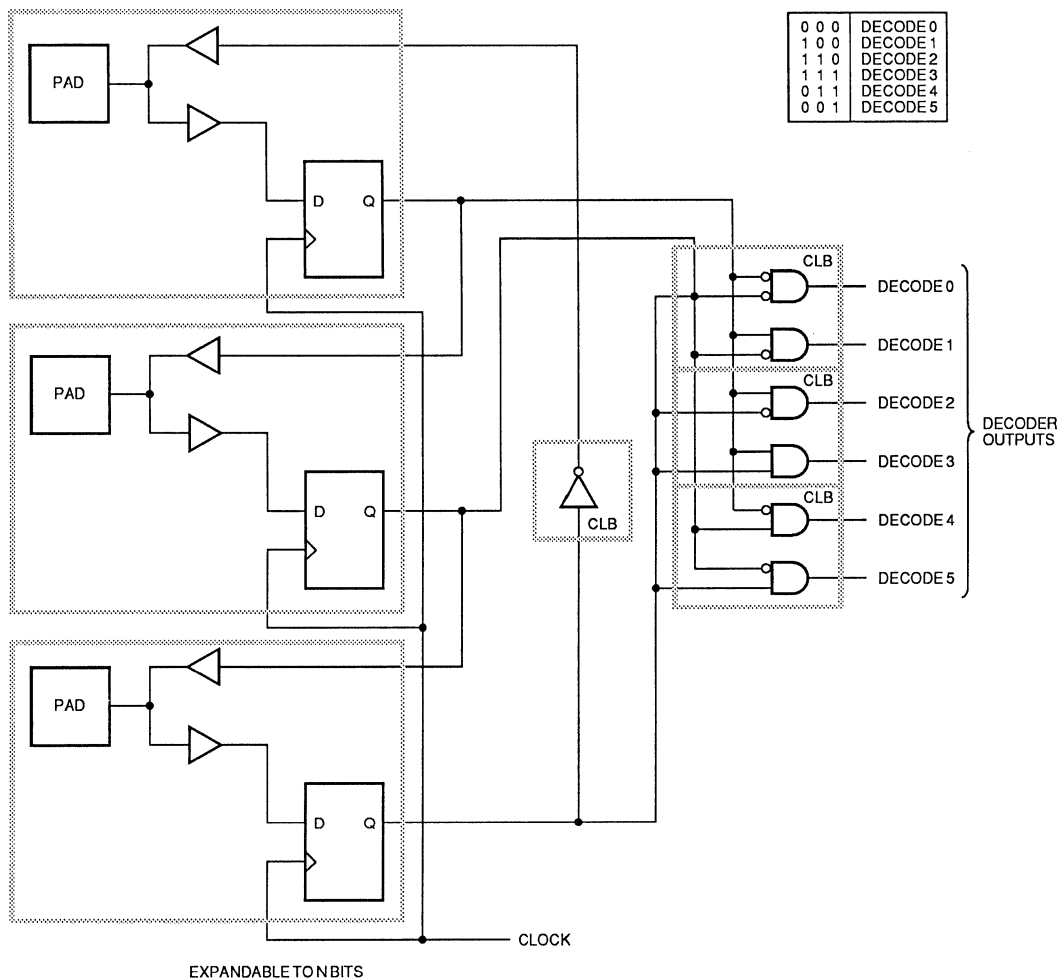 0 0 0 DECODE 0
1 0 0 DECODE 1
1 1 0 DECODE 2
1 1 1 DECODE 3
0 1 1 DECODE 4
0 0 1 DECODE 5
PAD
D Q
PAD
D Q
PAD
D Q
CLB
CLB
DECODE 0
DECODE 1
CLB
DECODE 2
DECODE 3
CLB
DECODE 4
DECODE 5
DECODER
OUTPUTS
CLOCK
EXPANDABLE TO N BITS